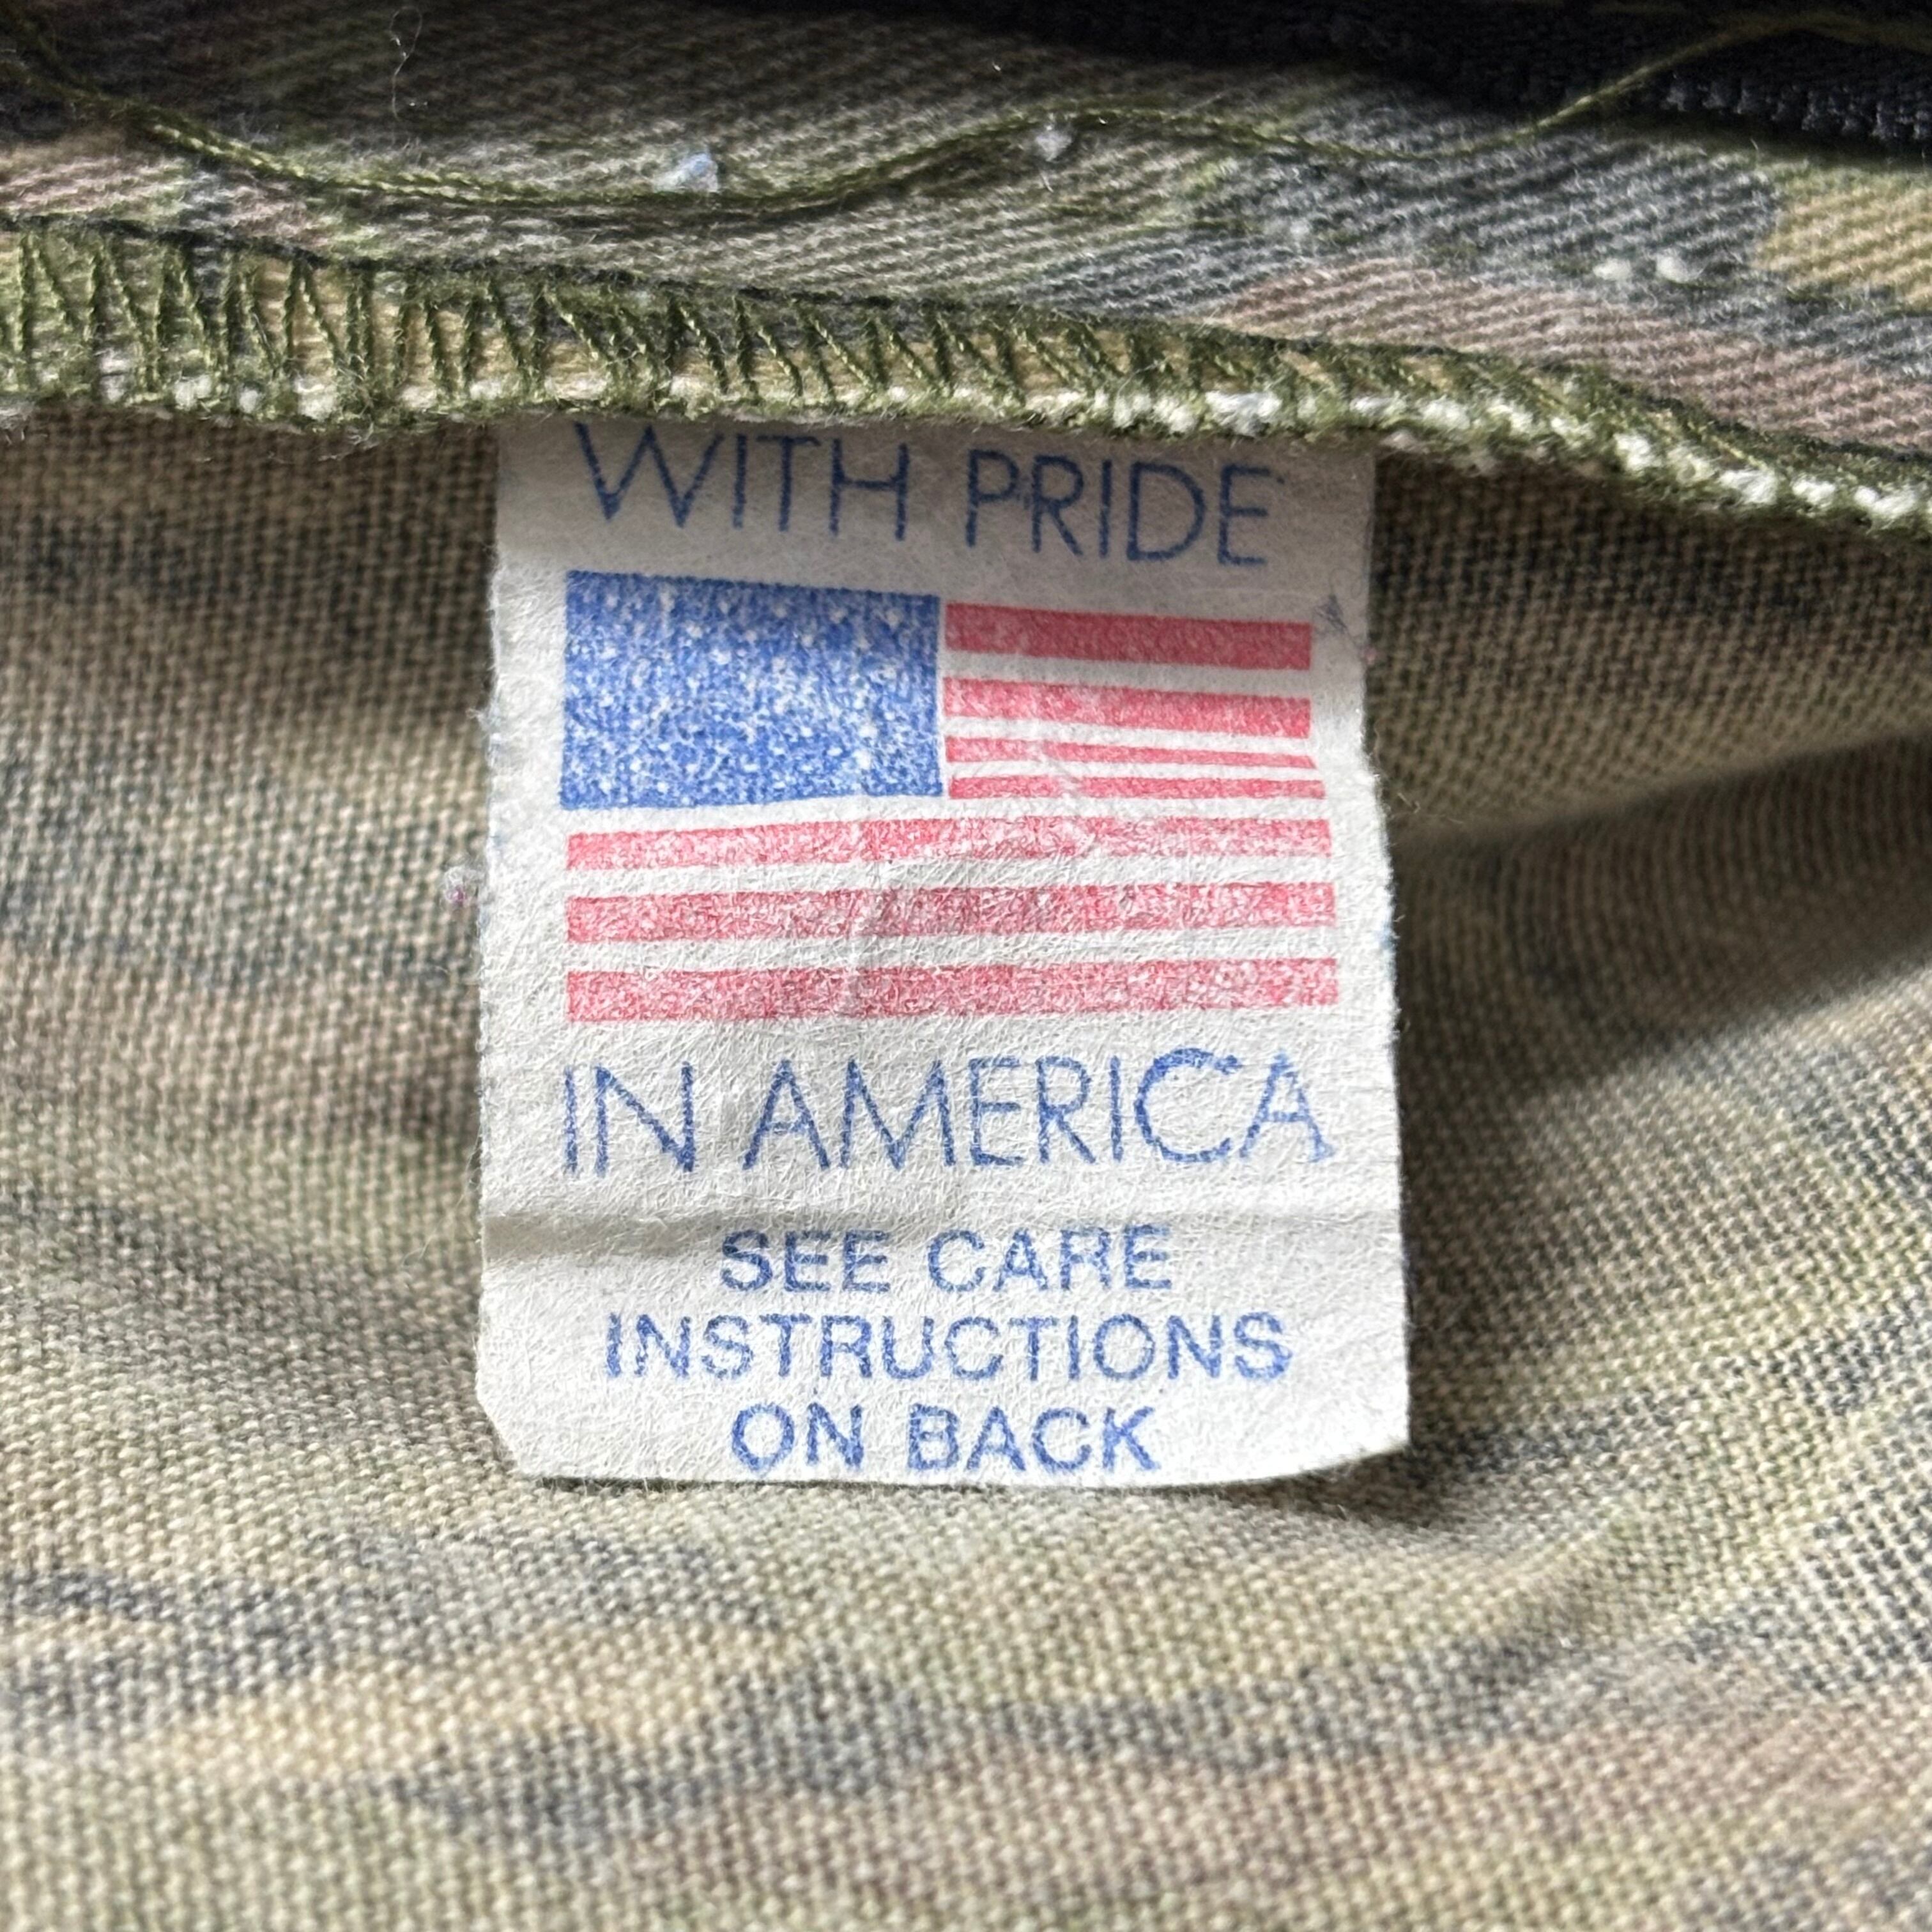 WITH PRIDE
IN AMERICA
SEE CARE
INSTRUCTIONS
ON BACK